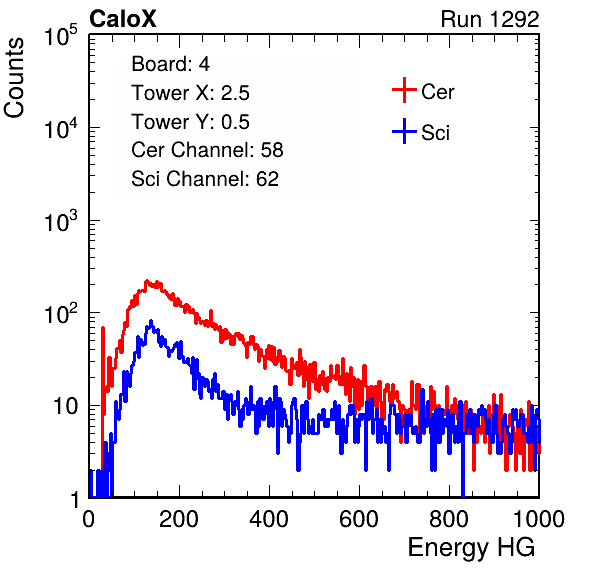 CaloX Run 1292
Counts
10^5
10^4
10^3
10^2
10
1
Board: 4
Tower X: 2.5
Tower Y: 0.5
Cer Channel: 58
Sci Channel: 62
Cer
Sci
0 200 400 600 800 1000
Energy HG